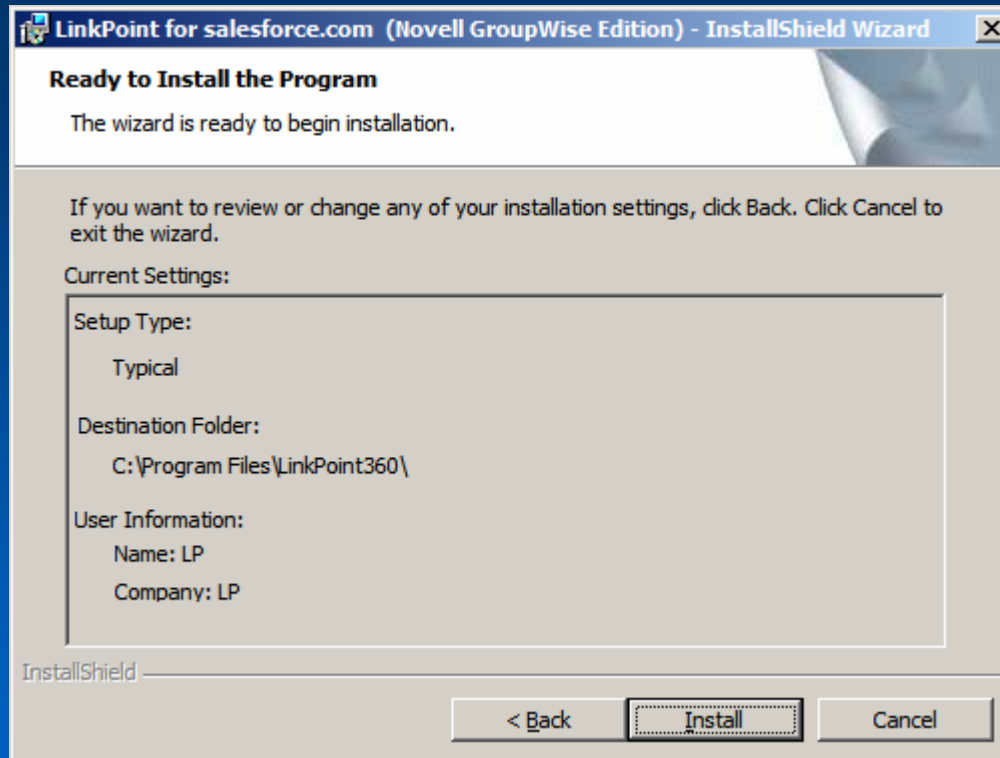 LinkPoint for salesforce.com (Novell GroupWise Edition) - InstallShield Wizard
Ready to Install the Program
The wizard is ready to begin installation.
If you want to review or change any of your installation settings, click Back. Click Cancel to
exit the wizard.
Current Settings:
Setup Type:
Typical
Destination Folder:
C:\Program Files\LinkPoint360\
User Information:
Name: LP
Company: LP
InstallShield
< Back
Install
Cancel